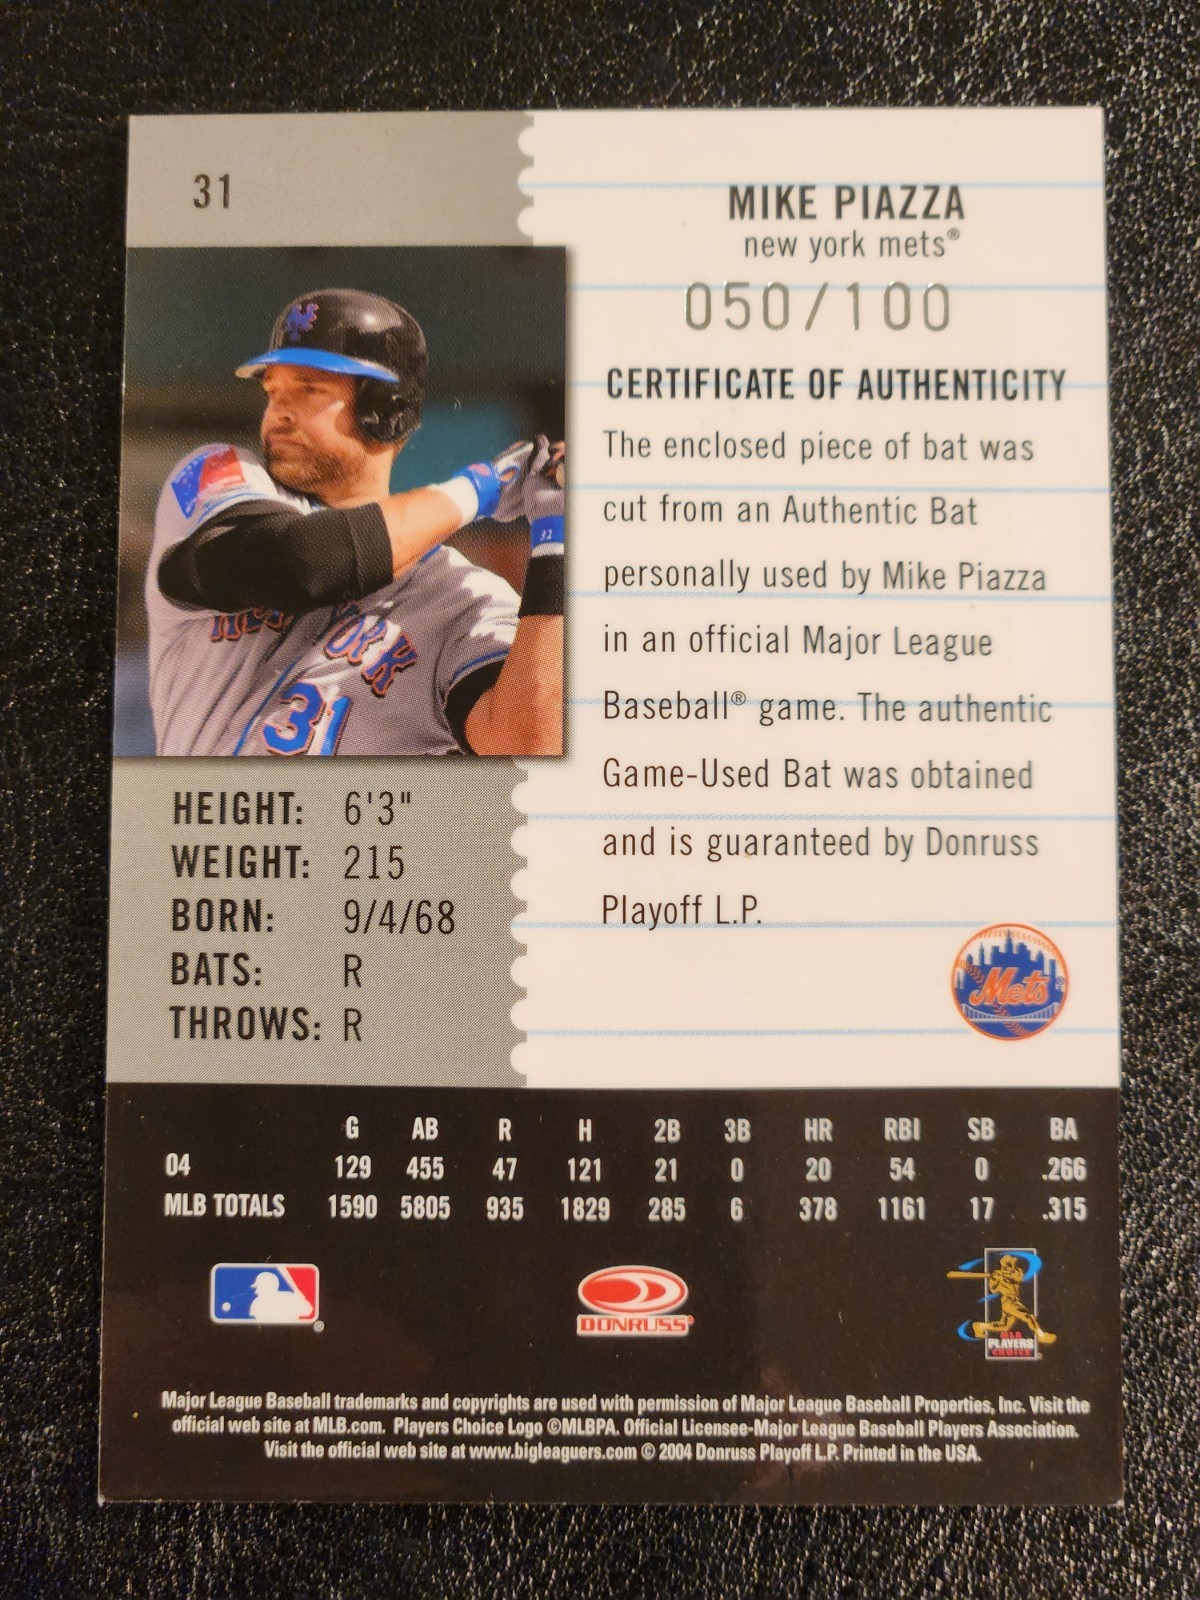 31
MIKE PIAZZA
new york mets®
050/100
CERTIFICATE OF AUTHENTICITY
The enclosed piece of bat was
cut from an Authentic Bat
personally used by Mike Piazza
in an official Major League
Baseball® game. The authentic
Game-Used Bat was obtained
and is guaranteed by Donruss
Playoff L.P.
NEW YORK
31
31
HEIGHT: 6'3"
WEIGHT: 215
BORN: 9/4/68
BATS: R
THROWS: R
Mets
G AB R H 2B 3B HR RBI SB BA
04 129 455 47 121 21 0 20 54 0 .266
MLB TOTALS 1590 5805 935 1829 285 6 378 1161 17 .315
DONRUSS®
MLB
PLAYERS
CHOICE
Major League Baseball trademarks and copyrights are used with permission of Major League Baseball Properties, Inc. Visit the
official web site at MLB.com. Players Choice Logo ©MLBPA. Official Licensee-Major League Baseball Players Association.
Visit the official web site at www.bigleaguers.com © 2004 Donruss Playoff L.P. Printed in the USA.